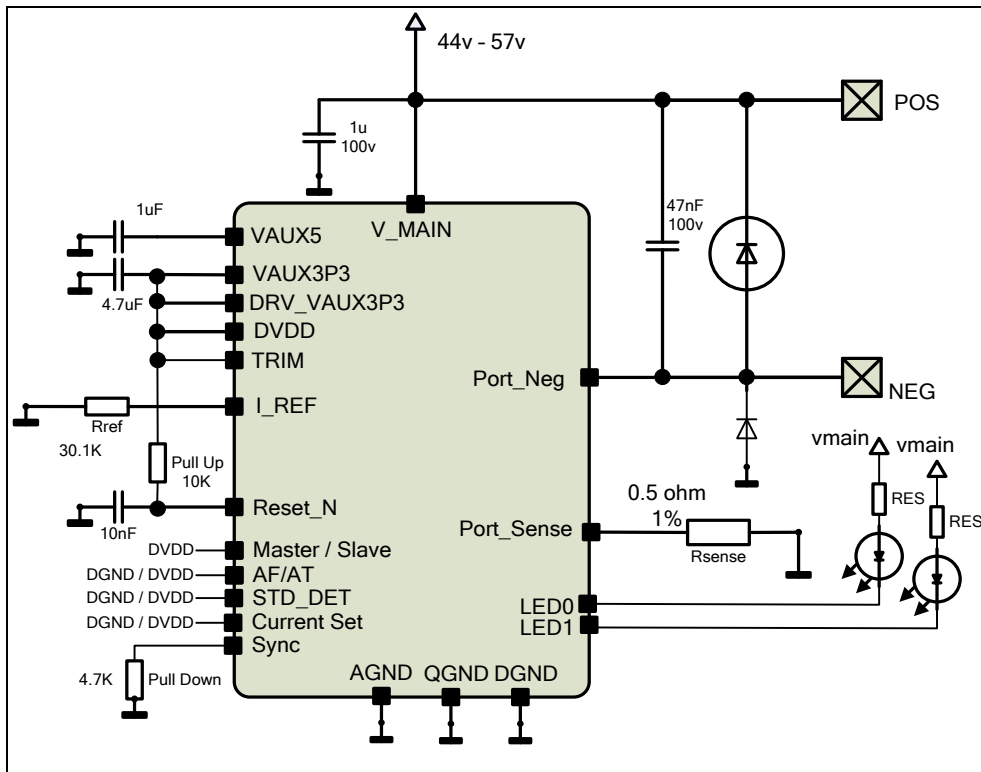 44v - 57v
POS
1u
100v
1uF
VAUX5
V_MAIN
47nF
100v
VAUX3P3
4.7uF
DRV_VAUX3P3
DVDD
TRIM
Port_Neg
NEG
I_REF
Rref
30.1K
Pull Up
10K
vmain
vmain
RES
RES
Reset_N
10nF
0.5 ohm
1%
Port_Sense
Rsense
DVDD
Master / Slave
DGND / DVDD
AF/AT
DGND / DVDD
STD_DET
DGND / DVDD
Current Set
LED0
LED1
Sync
4.7K
Pull Down
AGND
QGND
DGND